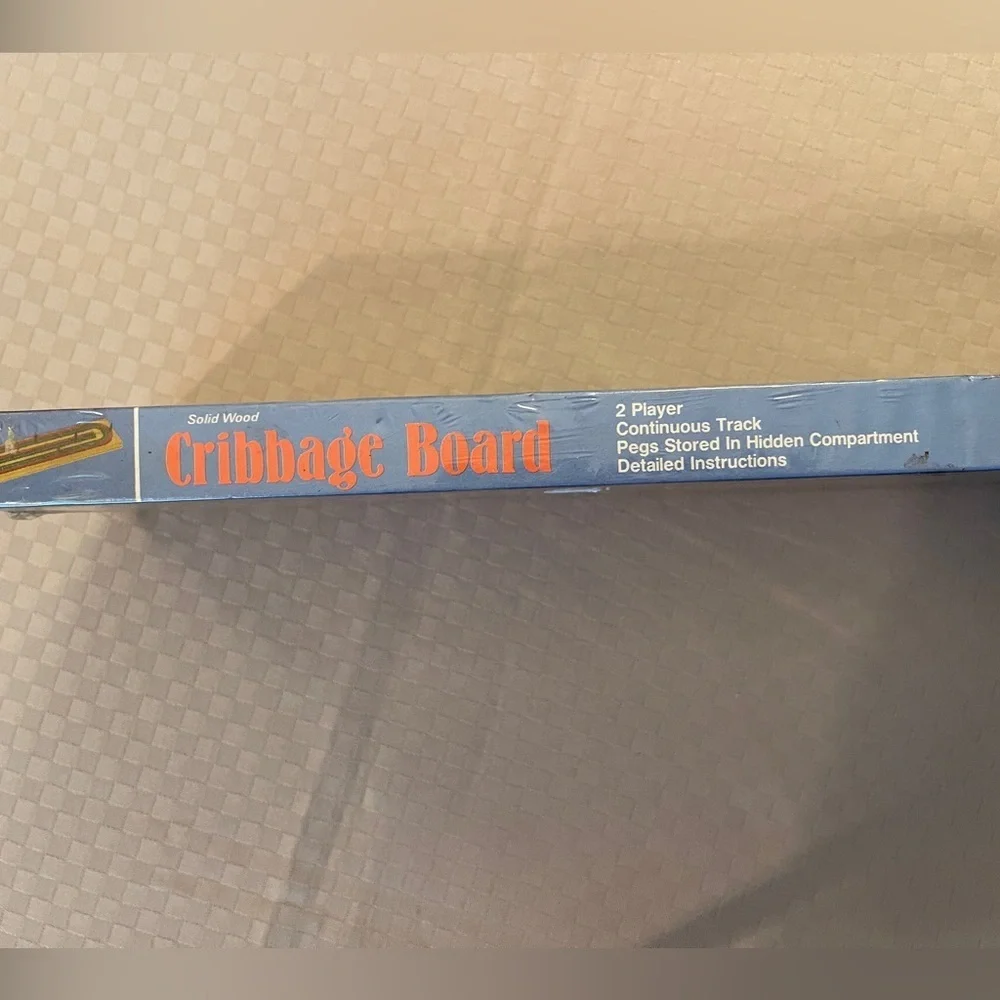 Solid Wood
Cribbage Board
2 Player
Continuous Track
Pegs Stored In Hidden Compartment
Detailed Instructions